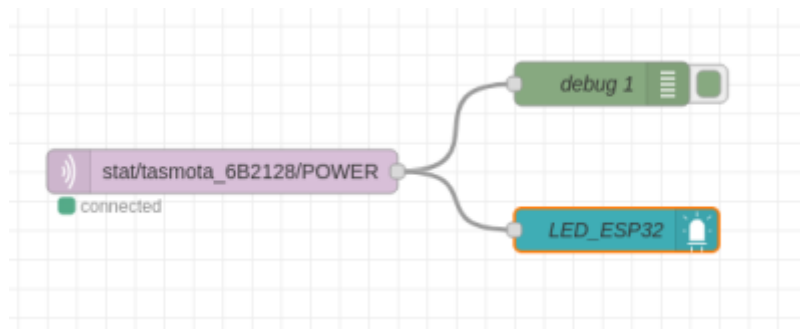 debug 1
stat/tasmota_6B2128/POWER
connected
LED_ESP32